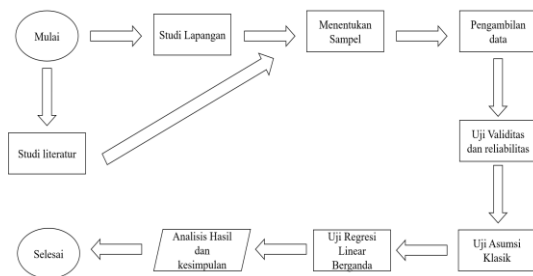 Mulai
Studi Lapangan
Menentukan
Sampel
Pengambilan
data
Studi literatur
Uji Validitas
dan reliabilitas
Selesai
Analisis Hasil
dan
kesimpulan
Uji Regresi
Linear
Berganda
Uji Asumsi
Klasik